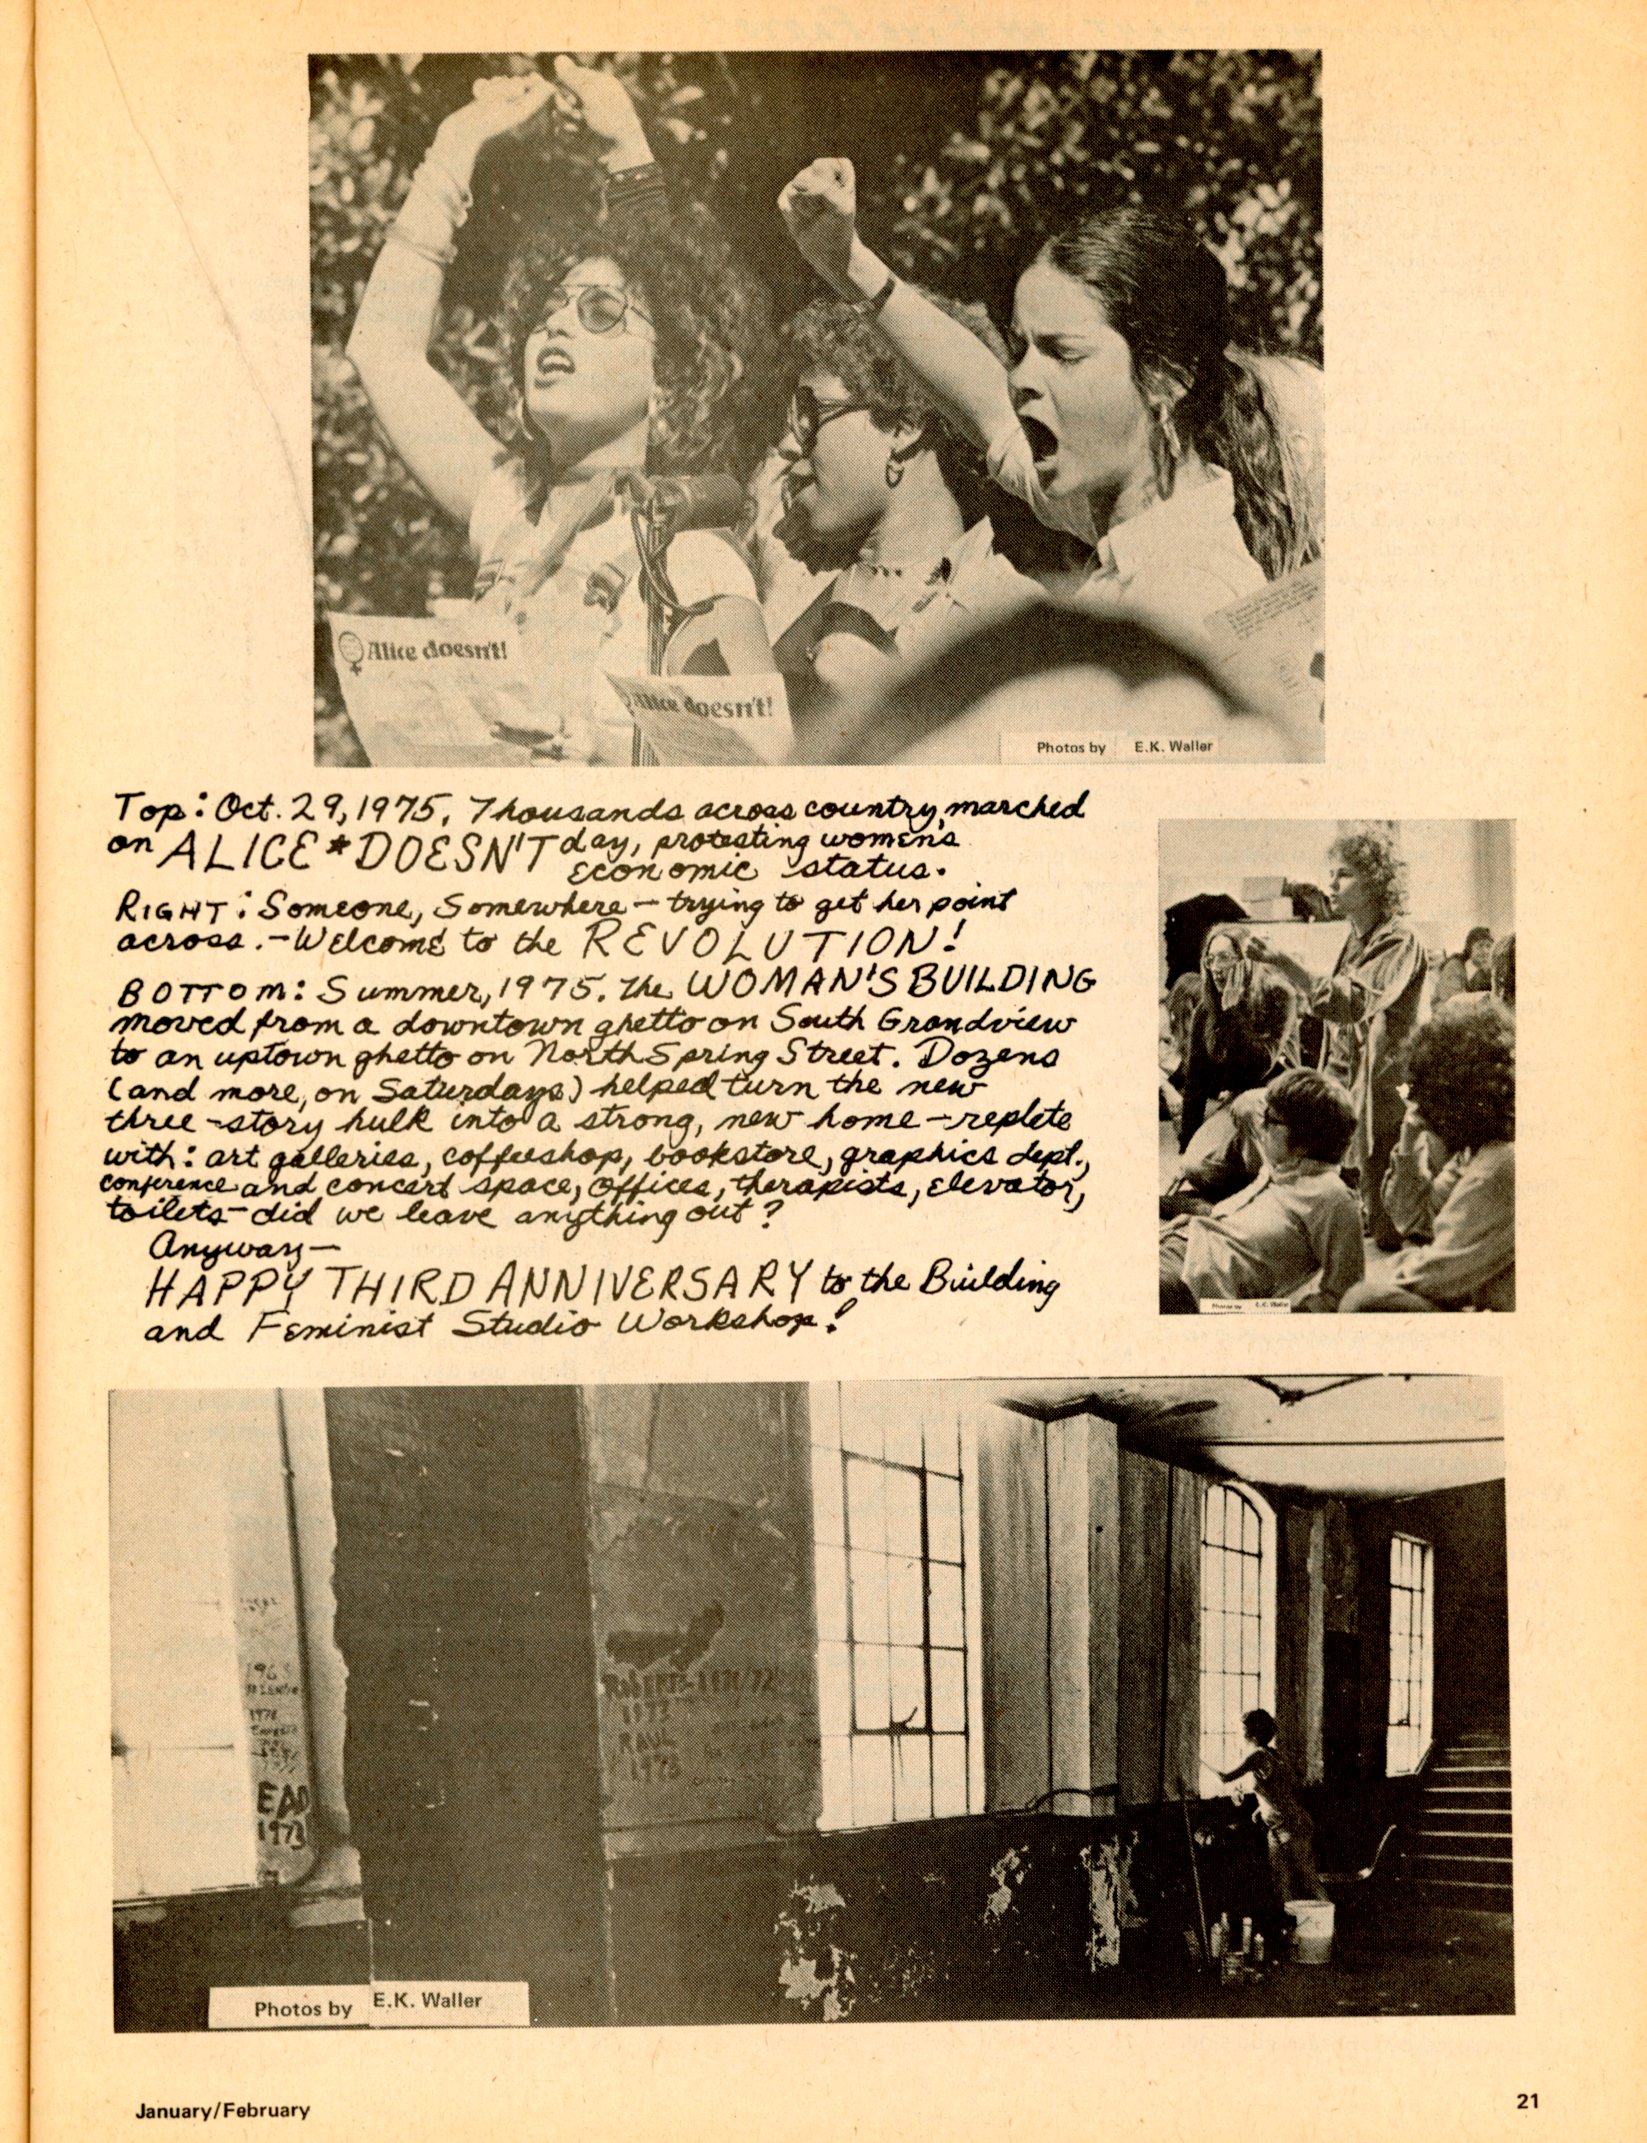 Alice doesn't!
Alice doesn't!
Photos by E.K. Waller
Top: Oct. 29, 1975. Thousands across country, marched
on ALICE * DOESN'T day, protesting women's
economic status.
RIGHT: Someone, Somewhere — trying to get her point
across. — Welcome to the REVOLUTION!
BOTTOM: Summer, 1975. The WOMAN'S BUILDING
moved from a downtown ghetto on South Grandview
to an uptown ghetto on North Spring Street. Dozens
(and more, on Saturdays) helped turn the new
three-story hulk into a strong, new home — replete
with: art galleries, coffeeshop, bookstore, graphics dept.,
conference and concert space, offices, therapists, elevator,
toilets — did we leave anything out?
Anyway —
HAPPY THIRD ANNIVERSARY to the Building
and Feminist Studio Workshop!
Photos by E.K. Waller
1973
RAUL
1973
EAD
1973
Photos by E.K. Waller
January/February
21